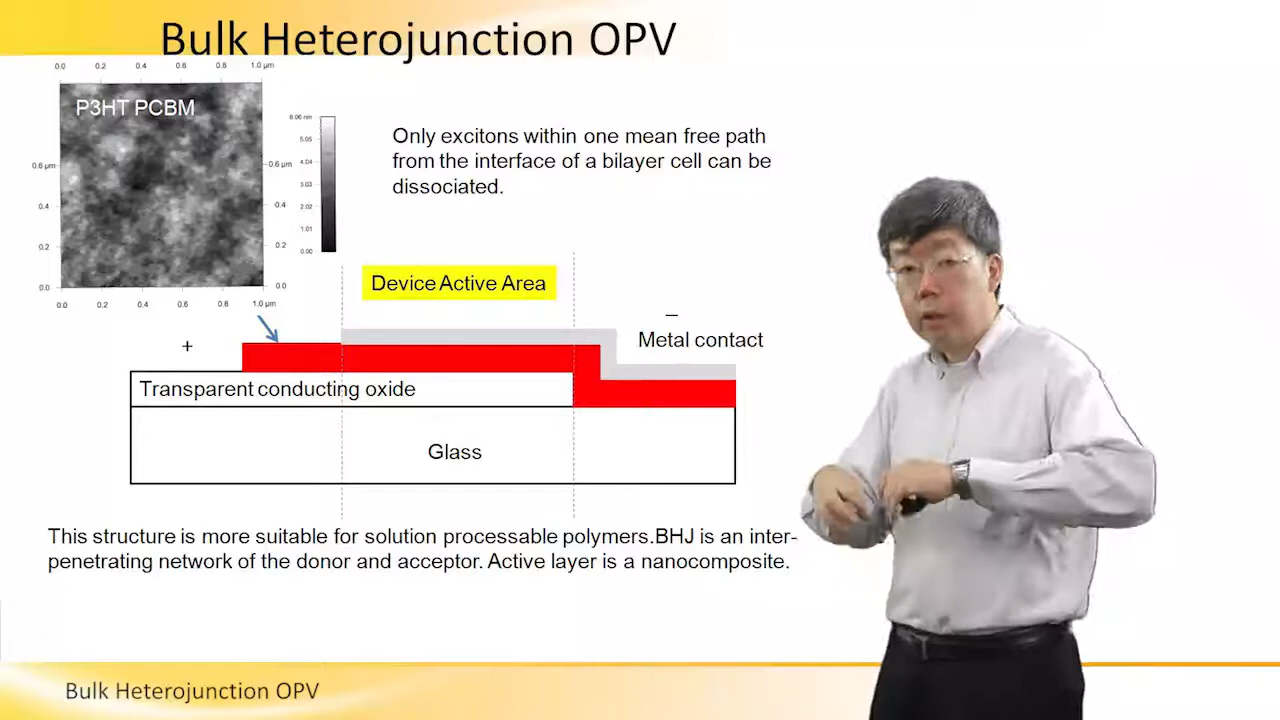 Bulk Heterojunction OPV
0.0 0.2 0.4 0.6 0.8 1.0 µm
P3HT PCBM
6.06 nm
5.05
4.04
3.03
2.02
1.01
0.00
0.6 µm
0.4
0.2
0.0
0.6 µm
0.4
0.2
0.0
0.0 0.2 0.4 0.6 0.8 1.0 µm
Only excitons within one mean free path
from the interface of a bilayer cell can be
dissociated.
Device Active Area
+
–
Metal contact
Transparent conducting oxide
Glass
This structure is more suitable for solution processable polymers.BHJ is an inter-
penetrating network of the donor and acceptor. Active layer is a nanocomposite.
Bulk Heterojunction OPV